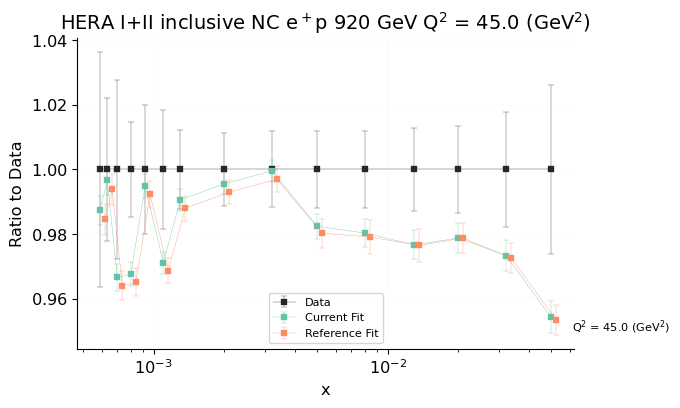 HERA I+II inclusive NC e⁺p 920 GeV Q² = 45.0 (GeV²)
1.04
1.02
1.00
0.98
0.96
Ratio to Data
Data
Current Fit
Reference Fit
Q² = 45.0 (GeV²)
10⁻³
10⁻²
x